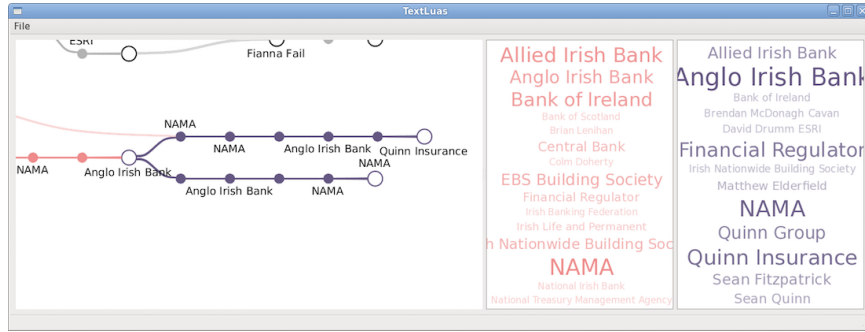 TextLuas
File
ESRI
Fianna Fail
NAMA
NAMA
Anglo Irish Bank
Quinn Insurance
NAMA
NAMA
Anglo Irish Bank
Anglo Irish Bank
NAMA
Allied Irish Bank
Anglo Irish Bank
Bank of Ireland
Bank of Scotland
Brian Lenihan
Central Bank
Colm Doherty
EBS Building Society
Financial Regulator
Irish Banking Federation
Irish Life and Permanent
h Nationwide Building Soc
NAMA
National Irish Bank
National Treasury Management Agency
Allied Irish Bank
Anglo Irish Bank
Bank of Ireland
Brendan McDonagh Cavan
David Drumm ESRI
Financial Regulator
Irish Nationwide Building Society
Matthew Elderfield
NAMA
Quinn Group
Quinn Insurance
Sean Fitzpatrick
Sean Quinn